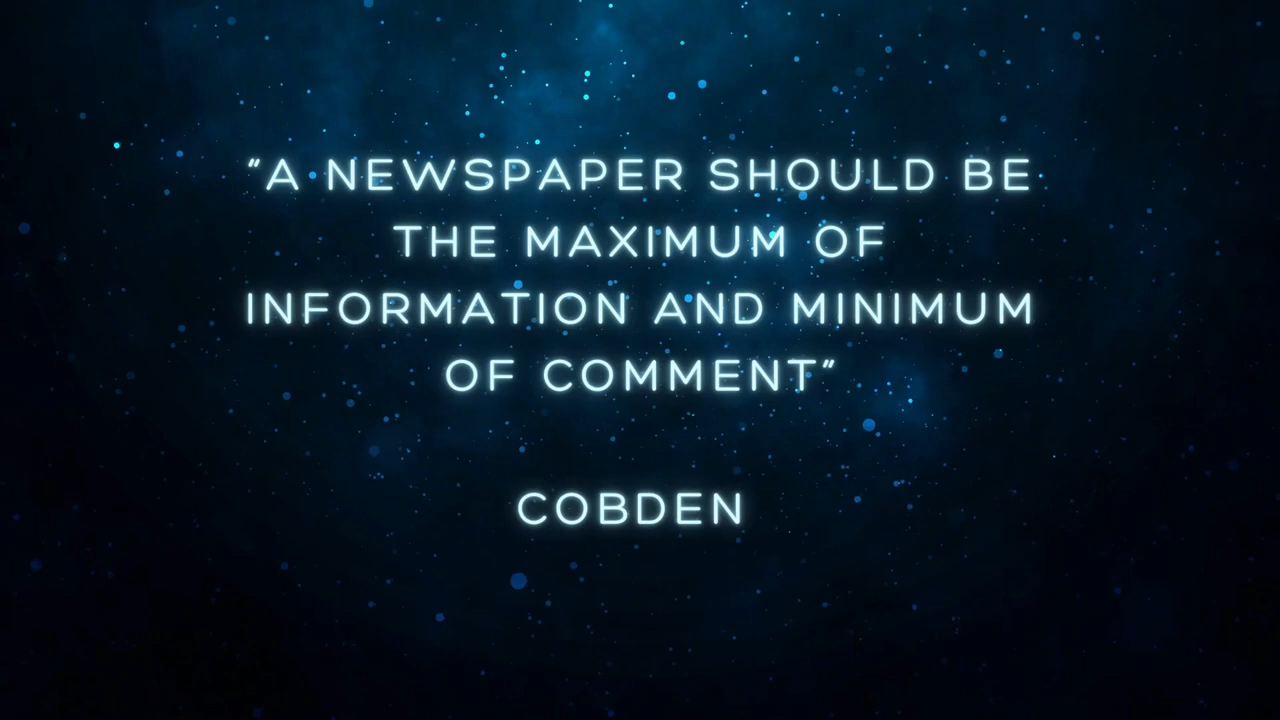 "A NEWSPAPER SHOULD BE
THE MAXIMUM OF
INFORMATION AND MINIMUM
OF COMMENT"
COBDEN